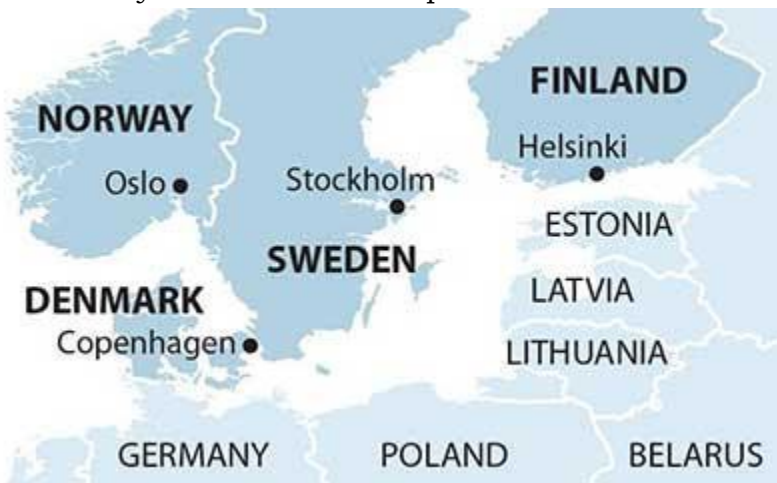 FINLAND
NORWAY
Helsinki
Oslo
Stockholm
ESTONIA
SWEDEN
DENMARK
LATVIA
Copenhagen
LITHUANIA
GERMANY
POLAND
BELARUS